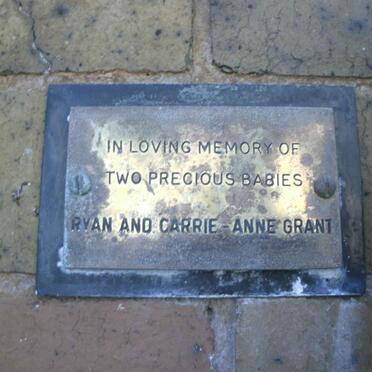 IN LOVING MEMORY OF
TWO PRECIOUS BABIES
RYAN AND CARRIE-ANNE GRANT